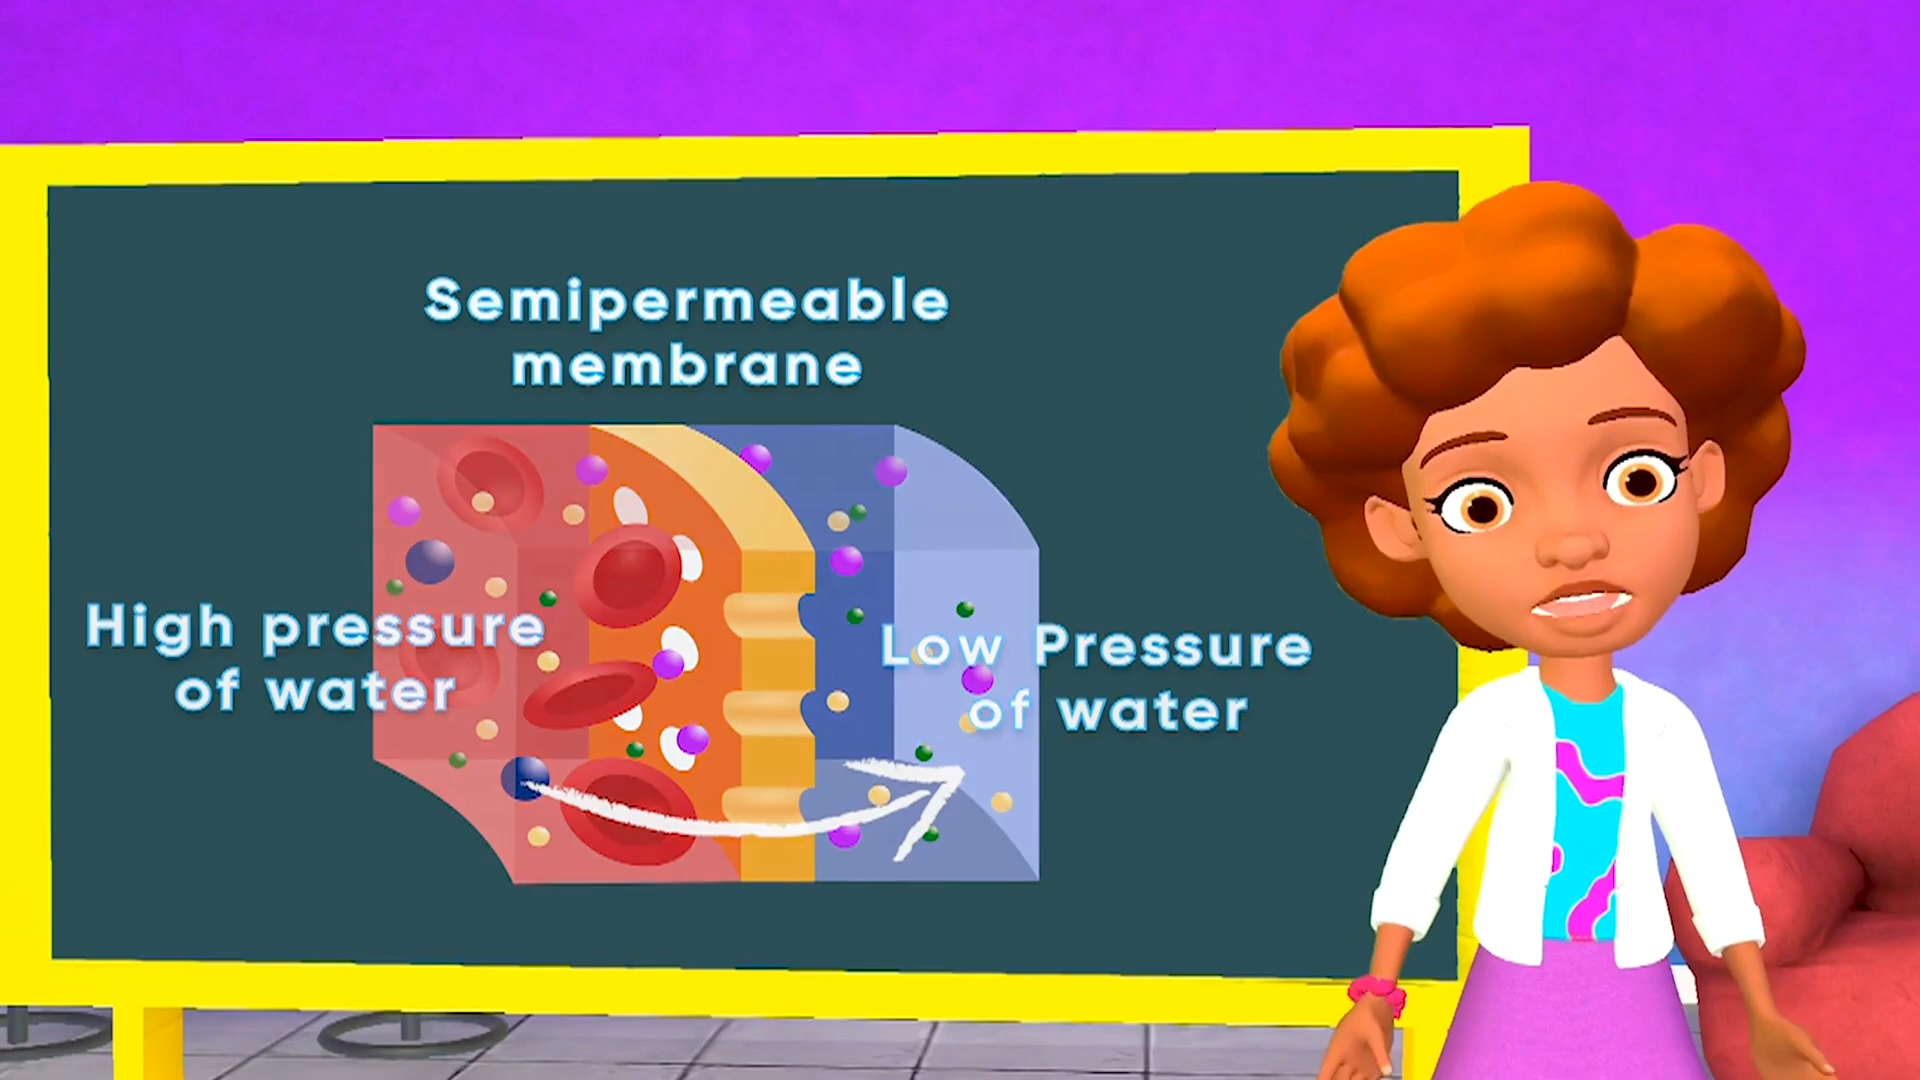 Semipermeable
membrane
High pressure
of water
Low Pressure
of water